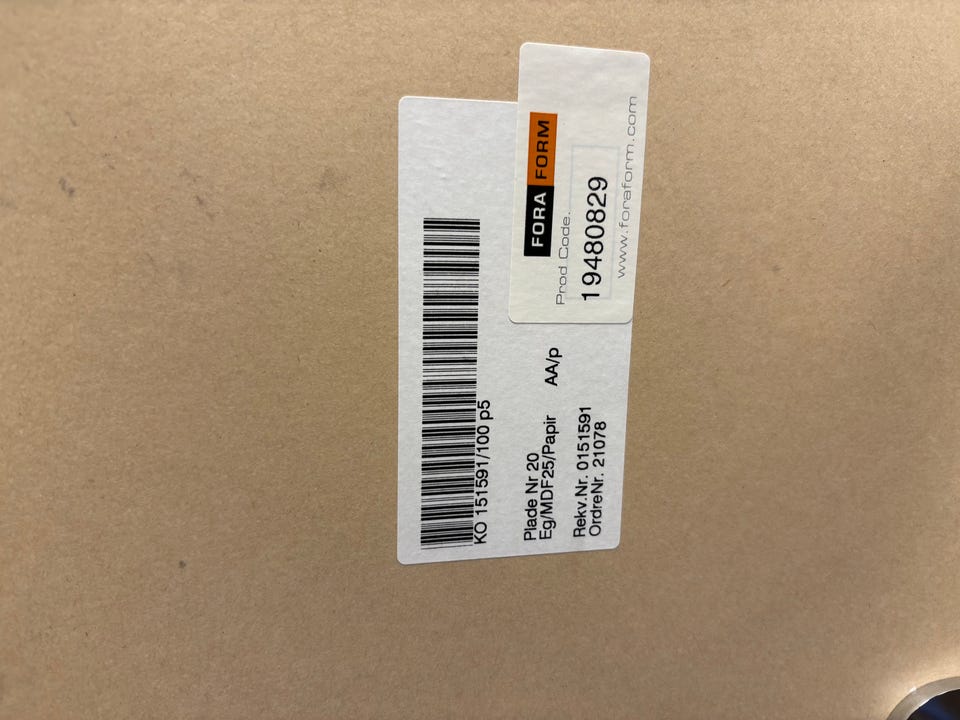 KO 151591/100 p5
Plade Nr 20
Eg/MDF25/Papir AA/p
Rekv.Nr. 0151591
OrdreNr. 21078
FORA FORM
Prod Code.
19480829
www.foraform.com